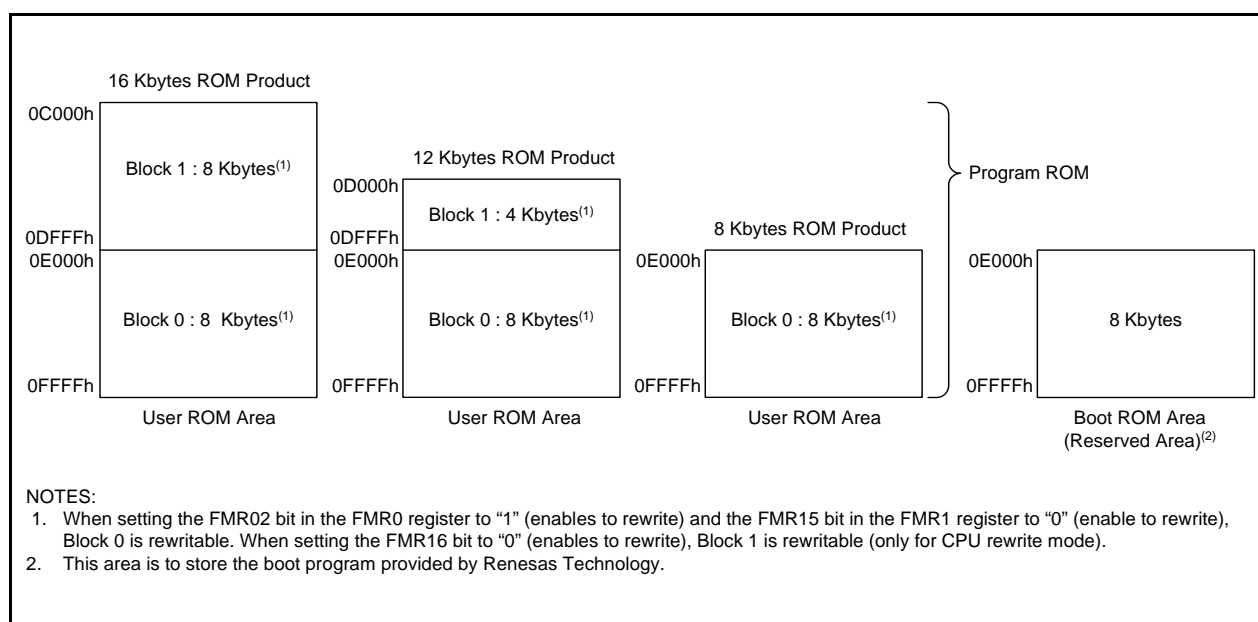 16 Kbytes ROM Product
0C000h
Block 1 : 8 Kbytes(1)
0DFFFh
0E000h
Block 0 : 8  Kbytes(1)
0FFFFh
User ROM Area
12 Kbytes ROM Product
0D000h
Block 1 : 4 Kbytes(1)
0DFFFh
0E000h
Block 0 : 8 Kbytes(1)
0FFFFh
User ROM Area
8 Kbytes ROM Product
0E000h
Block 0 : 8 Kbytes(1)
0FFFFh
User ROM Area
Program ROM
0E000h
8 Kbytes
0FFFFh
Boot ROM Area
(Reserved Area)(2)
NOTES:
1. When setting the FMR02 bit in the FMR0 register to “1” (enables to rewrite) and the FMR15 bit in the FMR1 register to “0” (enable to rewrite),
Block 0 is rewritable. When setting the FMR16 bit to “0” (enables to rewrite), Block 1 is rewritable (only for CPU rewrite mode).
2. This area is to store the boot program provided by Renesas Technology.